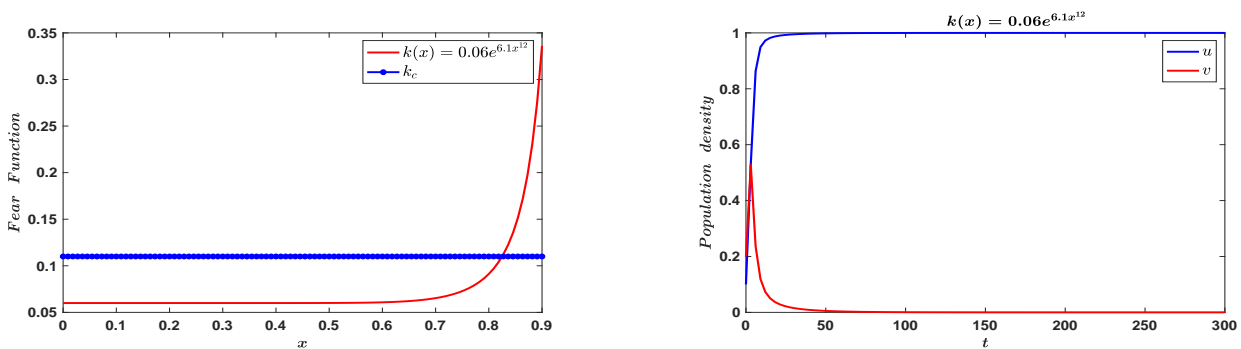 0.35
0.3
0.25
0.2
0.15
0.1
0.05
Fear Function
0 0.1 0.2 0.3 0.4 0.5 0.6 0.7 0.8 0.9
x
k(x) = 0.06e^{6.1x^{12}}
k_c
k(x) = 0.06e^{6.1x^{12}}
1
0.8
0.6
0.4
0.2
0
Population density
0 50 100 150 200 250 300
t
u
v